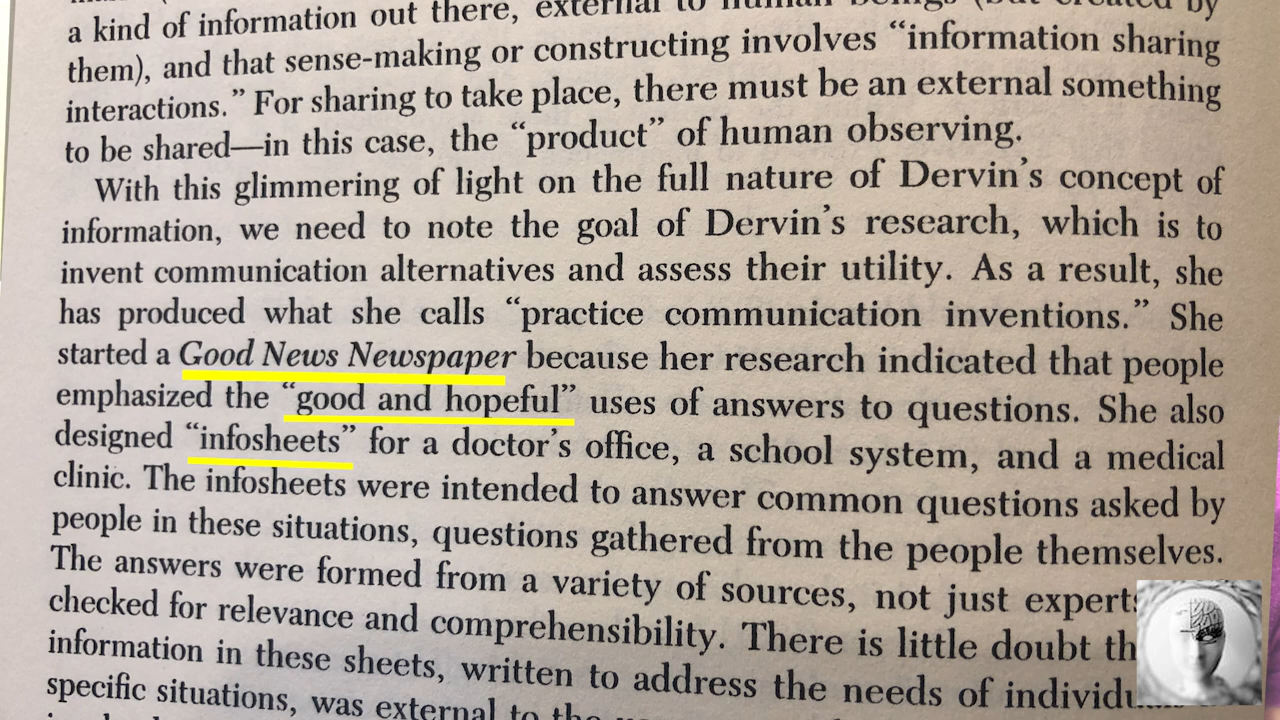 a kind of information out there, external to human beings (but created by
them), and that sense-making or constructing involves “information sharing
interactions.” For sharing to take place, there must be an external something
to be shared—in this case, the “product” of human observing.
With this glimmering of light on the full nature of Dervin’s concept of
information, we need to note the goal of Dervin’s research, which is to
invent communication alternatives and assess their utility. As a result, she
has produced what she calls “practice communication inventions.” She
started a Good News Newspaper because her research indicated that people
emphasized the “good and hopeful” uses of answers to questions. She also
designed “infosheets” for a doctor’s office, a school system, and a medical
clinic. The infosheets were intended to answer common questions asked by
people in these situations, questions gathered from the people themselves.
The answers were formed from a variety of sources, not just experts
checked for relevance and comprehensibility. There is little doubt th
information in these sheets, written to address the needs of individu
specific situations, was external to the